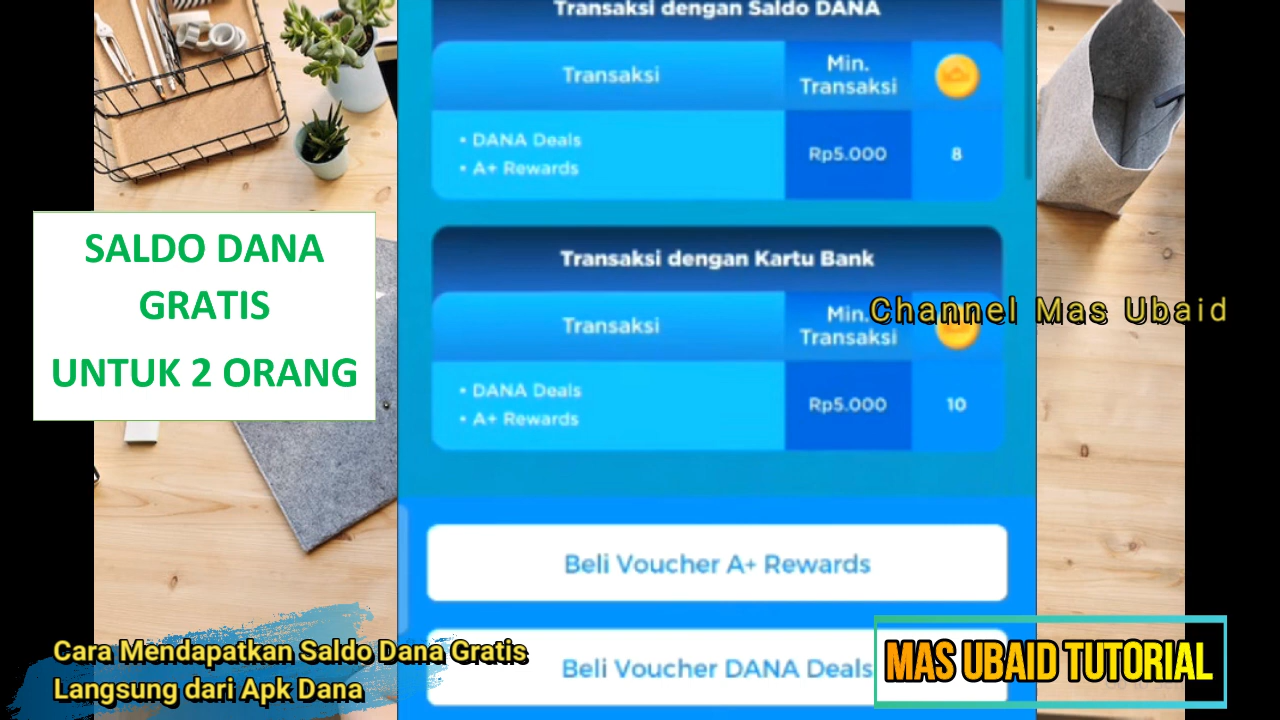 Transaksi dengan Saldo DANA
Transaksi
Min.
Transaksi
• DANA Deals
• A+ Rewards
Rp5.000
8
SALDO DANA
GRATIS
UNTUK 2 ORANG
Transaksi dengan Kartu Bank
Transaksi
Min.
Transaksi
Channel Mas Ubaid
• DANA Deals
• A+ Rewards
Rp5.000
10
Beli Voucher A+ Rewards
Beli Voucher DANA Deals
Cara Mendapatkan Saldo Dana Gratis
Langsung dari Apk Dana
MAS UBAID TUTORIAL